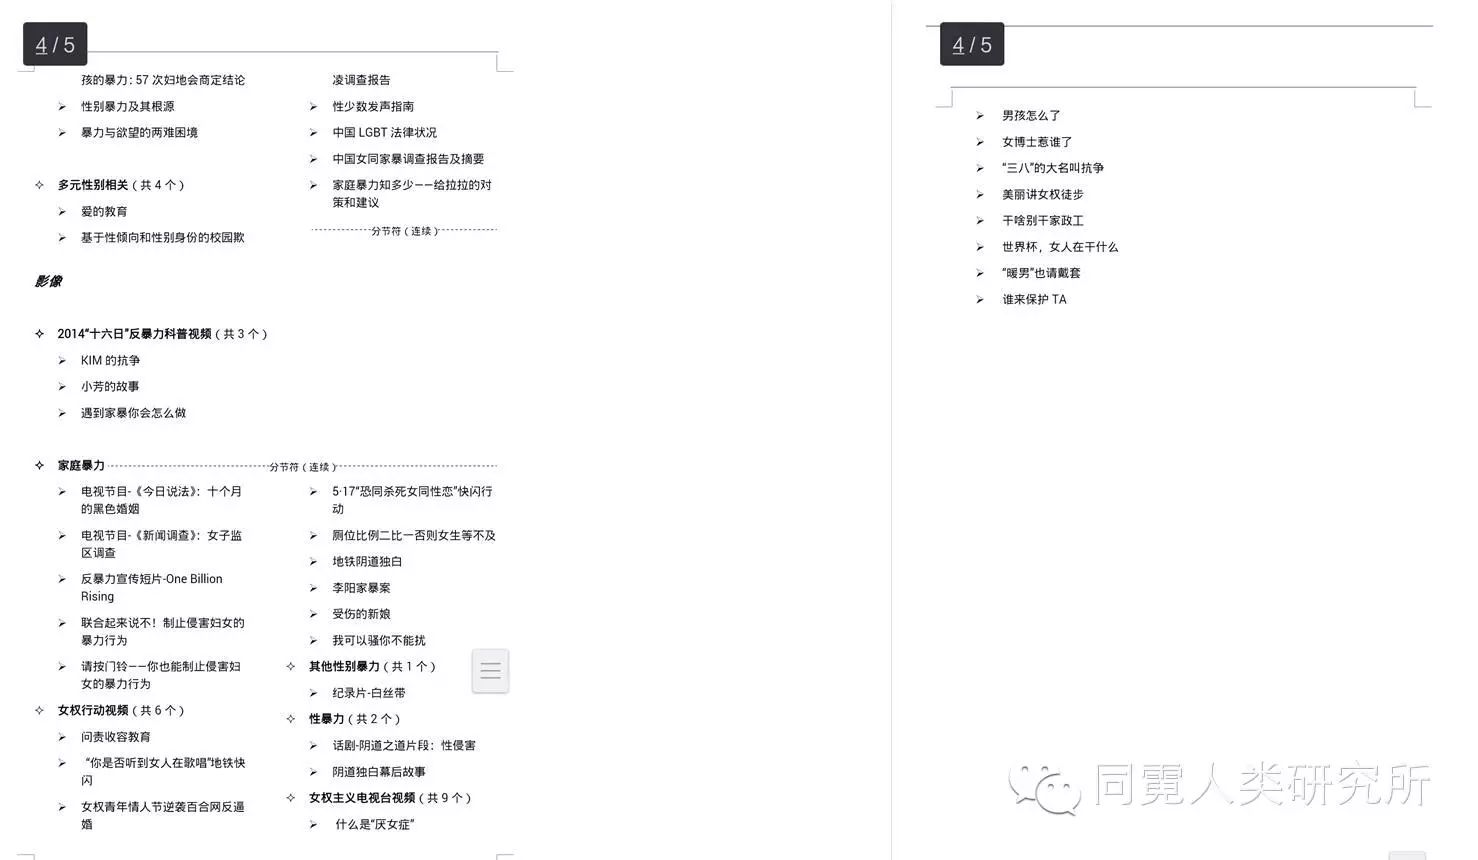 4 / 5
孩的暴力：57 次妇地会商定结论
性别暴力及其根源
暴力与欲望的两难困境
多元性别相关（共 4 个）
爱的教育
基于性倾向和性别身份的校园欺
凌调查报告
性少数发声指南
中国 LGBT 法律状况
中国女同家暴调查报告及摘要
家庭暴力知多少——给拉拉的对
策和建议
分节符（连续）
影像
2014“十六日”反暴力科普视频（共 3 个）
KIM 的抗争
小芳的故事
遇到家暴你会怎么做
家庭暴力
分节符（连续）
电视节目-《今日说法》：十个月
的黑色婚姻
电视节目-《新闻调查》：女子监
区调查
反暴力宣传短片-One Billion
Rising
联合起来说不！制止侵害妇女的
暴力行为
请按门铃——你也能制止侵害妇
女的暴力行为
女权行动视频（共 6 个）
问责收容教育
“你是否听到女人在歌唱”地铁快
闪
女权青年情人节逆袭百合网反逼
婚
5·17“恐同杀死女同性恋”快闪行
动
厕位比例二比一否则女生等不及
地铁阴道独白
李阳家暴案
受伤的新娘
我可以骚你不能扰
其他性别暴力（共 1 个）
纪录片-白丝带
性暴力（共 2 个）
话剧-阴道之道片段：性侵害
阴道独白幕后故事
女权主义电视台视频（共 9 个）
什么是“厌女症”
4 / 5
男孩怎么了
女博士惹谁了
“三八”的大名叫抗争
美丽讲女权徒步
干啥别干家政工
世界杯，女人在干什么
“暖男”也请戴套
谁来保护 TA
同霓人类研究所